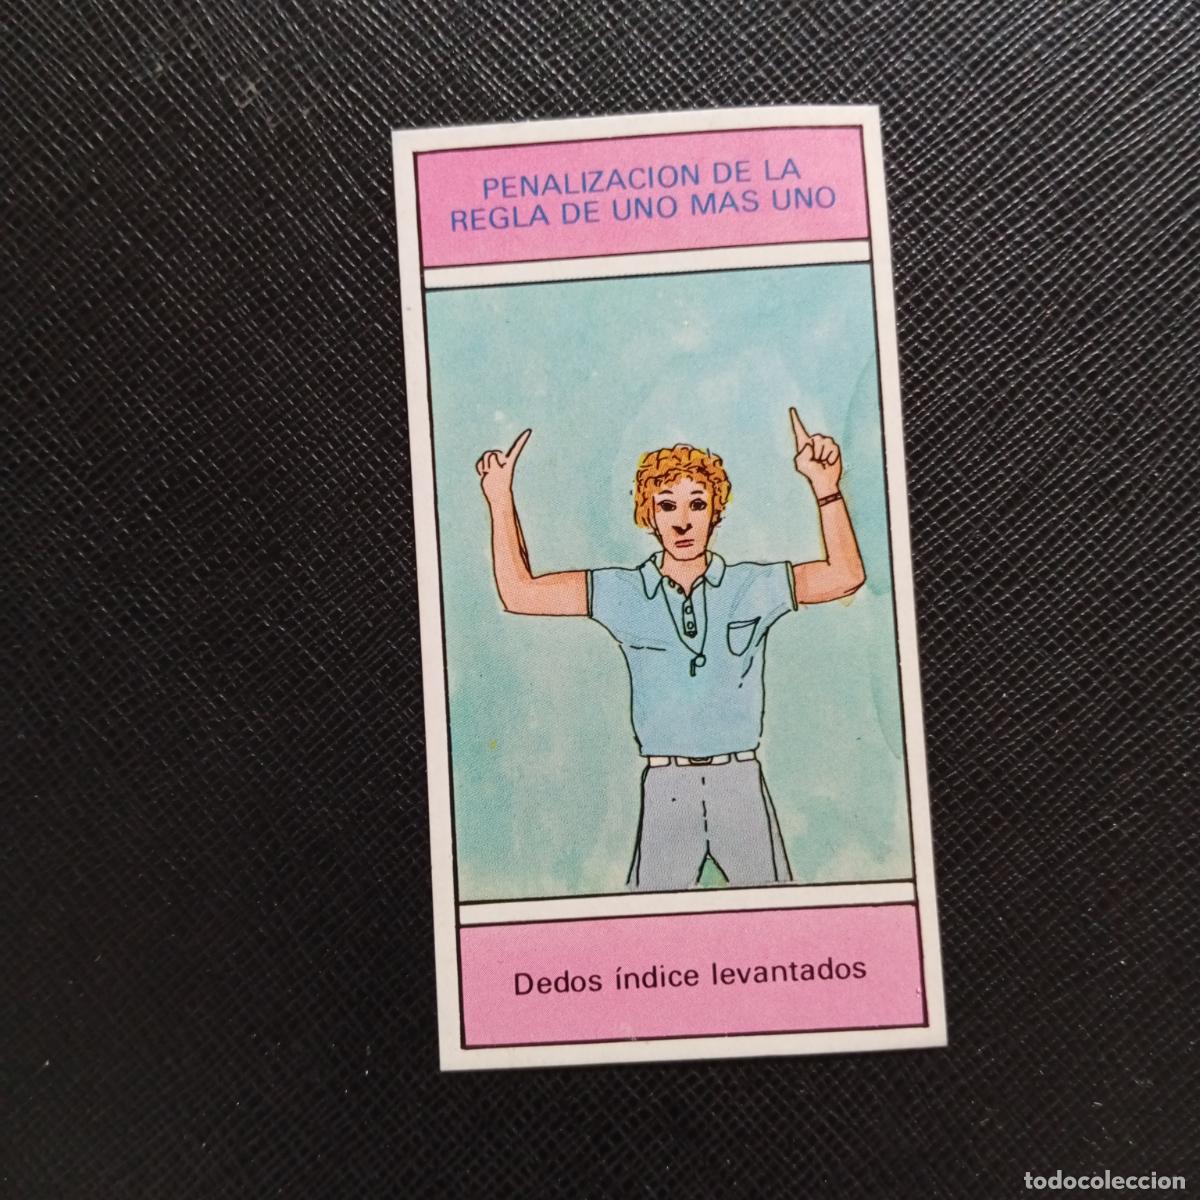 PENALIZACION DE LA
REGLA DE UNO MAS UNO
Dedos índice levantados
todocoleccion